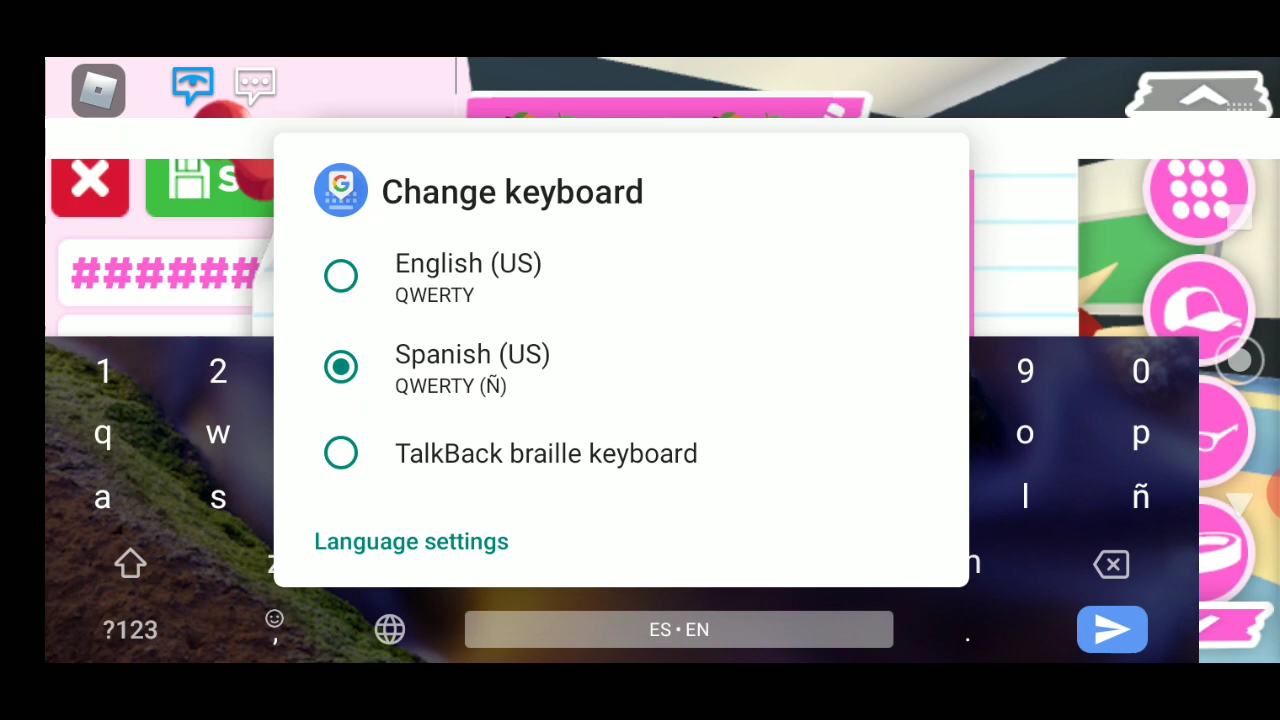 S
Change keyboard
######
English (US)
QWERTY
Spanish (US)
QWERTY (Ñ)
TalkBack braille keyboard
Language settings
1 2 9 0
q w o p
a s l ñ
?123 , ES • EN .